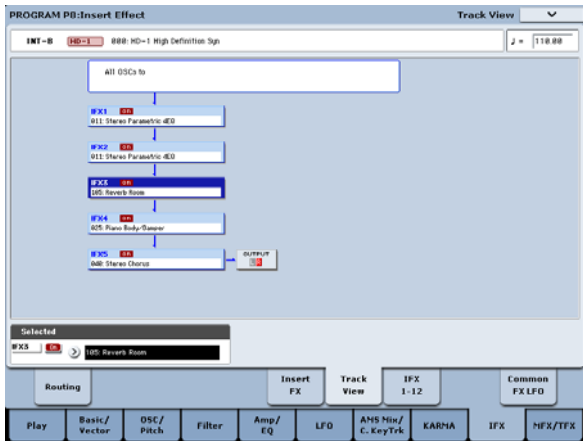 PROGRAM P8:Insert Effect Track View
INT-B HD-1 000: HD-1 High Definition Syn ♩ = 110.00
All OSCs to
IFX1 On
011: Stereo Parametric 4EQ
IFX2 On
011: Stereo Parametric 4EQ
IFX3 On
105: Reverb Room
IFX4 On
025: Piano Body/Damper
IFX5 On
048: Stereo Chorus
OUTPUT
Selected
IFX3 On 105: Reverb Room
Routing
Insert FX
Track View
IFX 1-12
Common FX LFO
Play
Basic/ Vector
OSC/ Pitch
Filter
Amp/ EQ
LFO
AMS Mix/ C. KeyTrk
KARMA
IFX
MFX/TFX